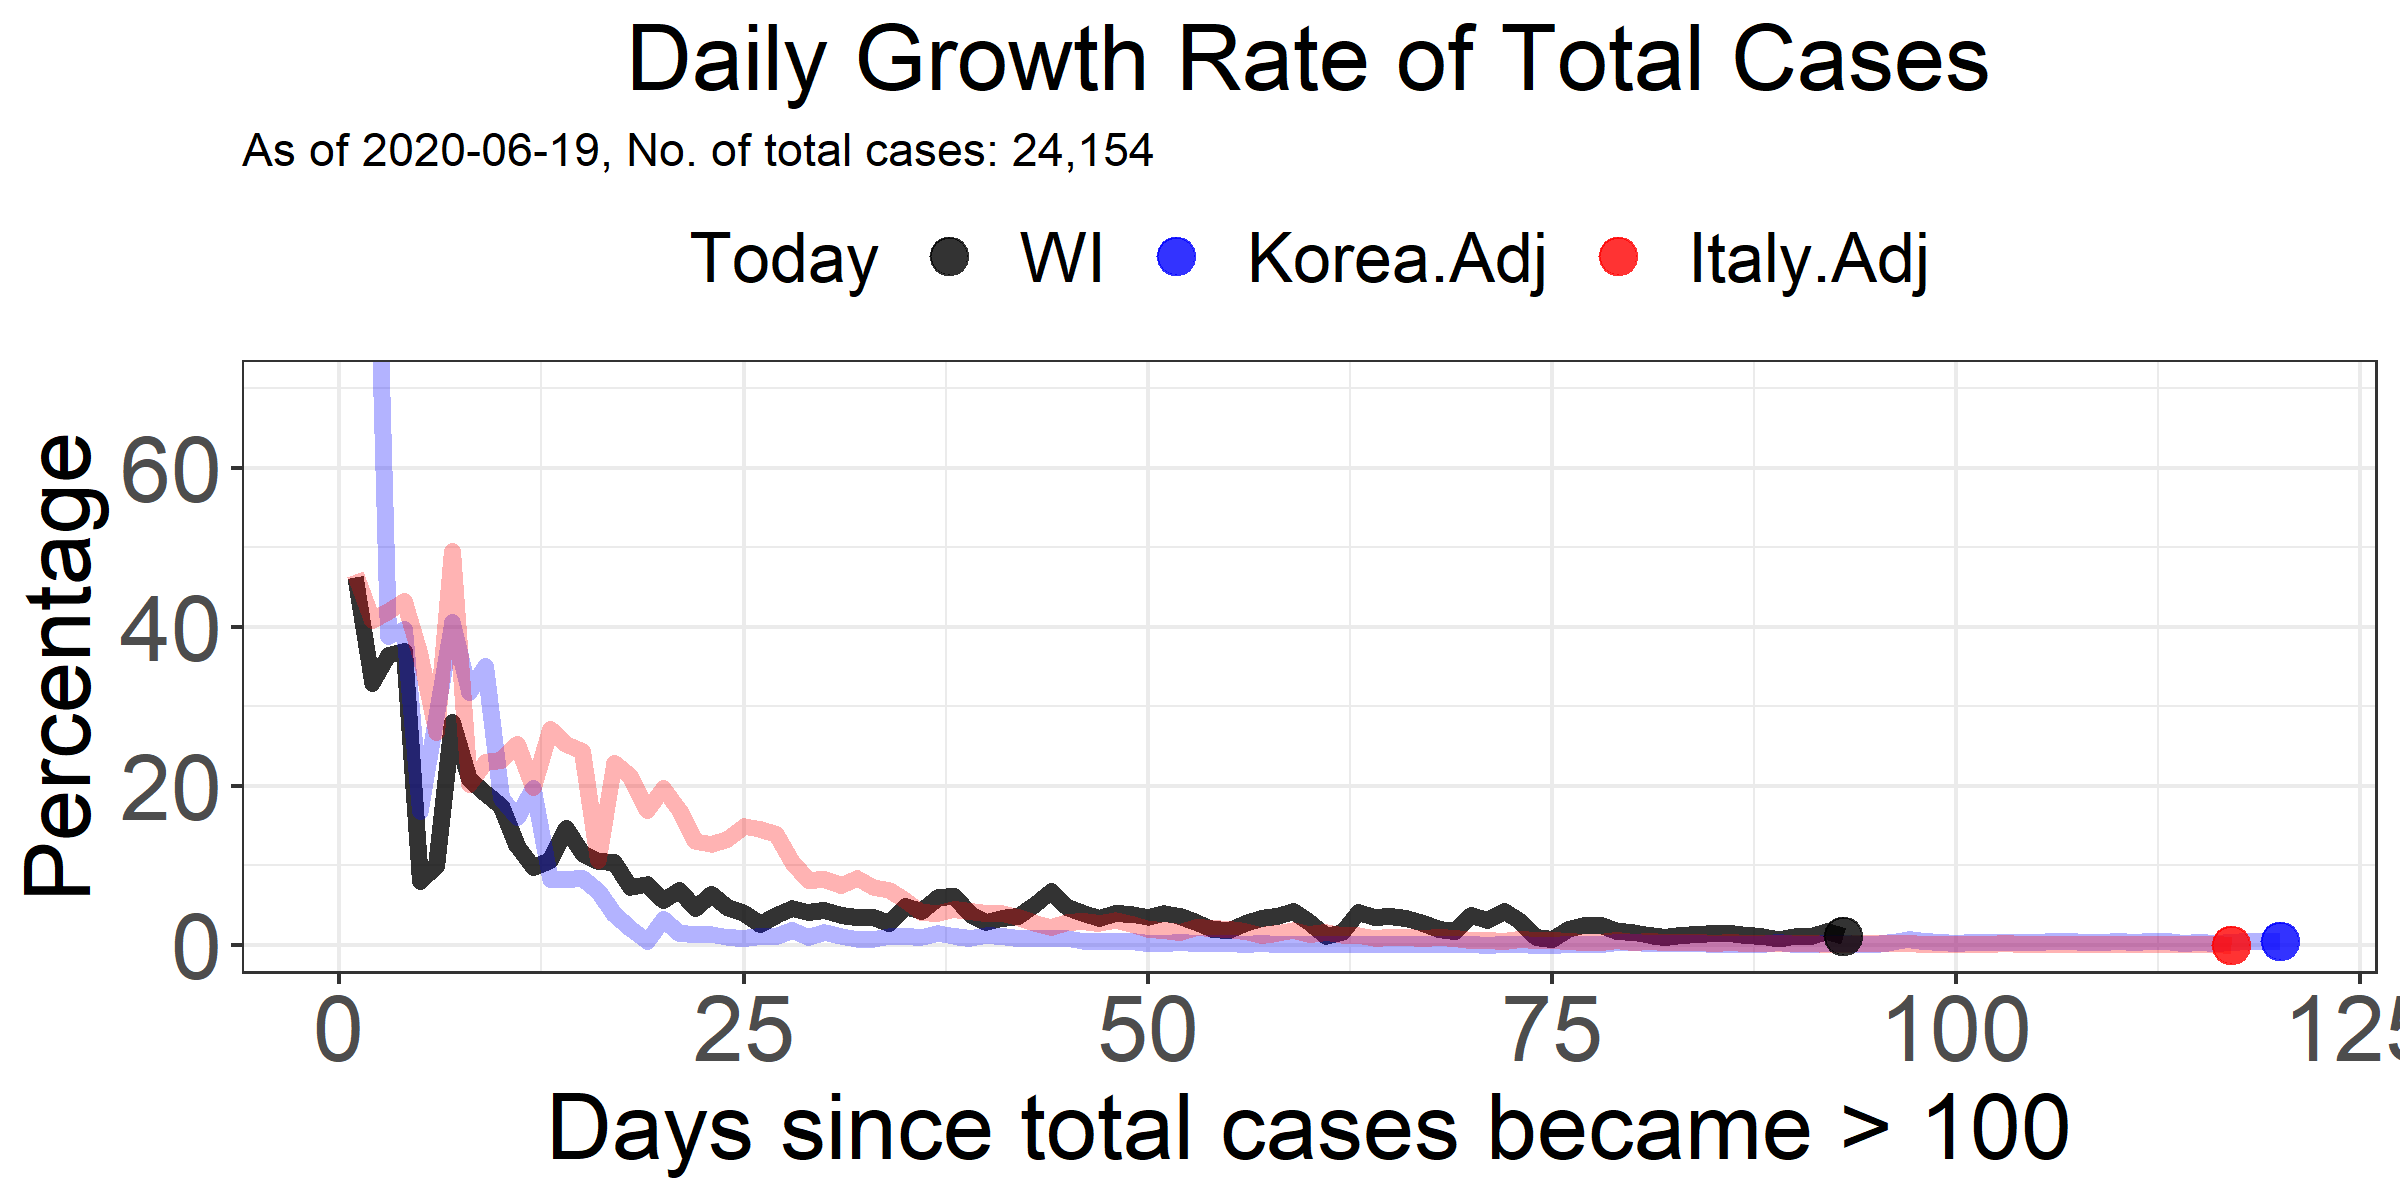 Daily Growth Rate of Total Cases
As of 2020-06-19, No. of total cases: 24,154
Today WI Korea.Adj Italy.Adj
Percentage
60
40
20
0
0 25 50 75 100 125
Days since total cases became > 100